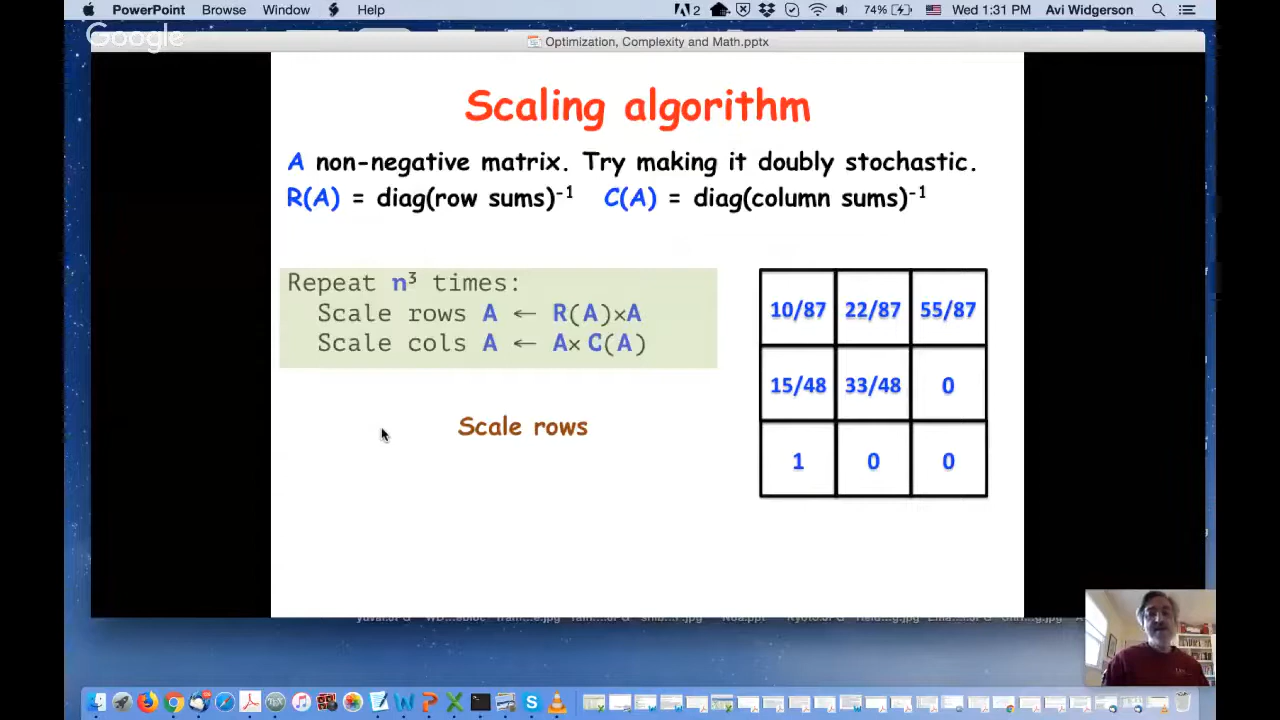 PowerPoint Browse Window Help 2 74% Wed 1:31 PM Avi Widgerson
Google
Optimization, Complexity and Math.pptx
Scaling algorithm
A non-negative matrix. Try making it doubly stochastic.
R(A) = diag(row sums)⁻¹ C(A) = diag(column sums)⁻¹
Repeat n³ times:
Scale rows A ← R(A)×A
Scale cols A ← A× C(A)
10/87 22/87 55/87
15/48 33/48 0
1 0 0
Scale rows